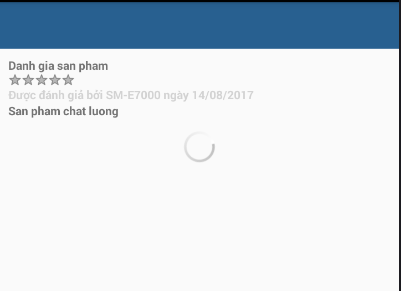 Danh gia san pham
Được đánh giá bởi SM-E7000 ngày 14/08/2017
San pham chat luong